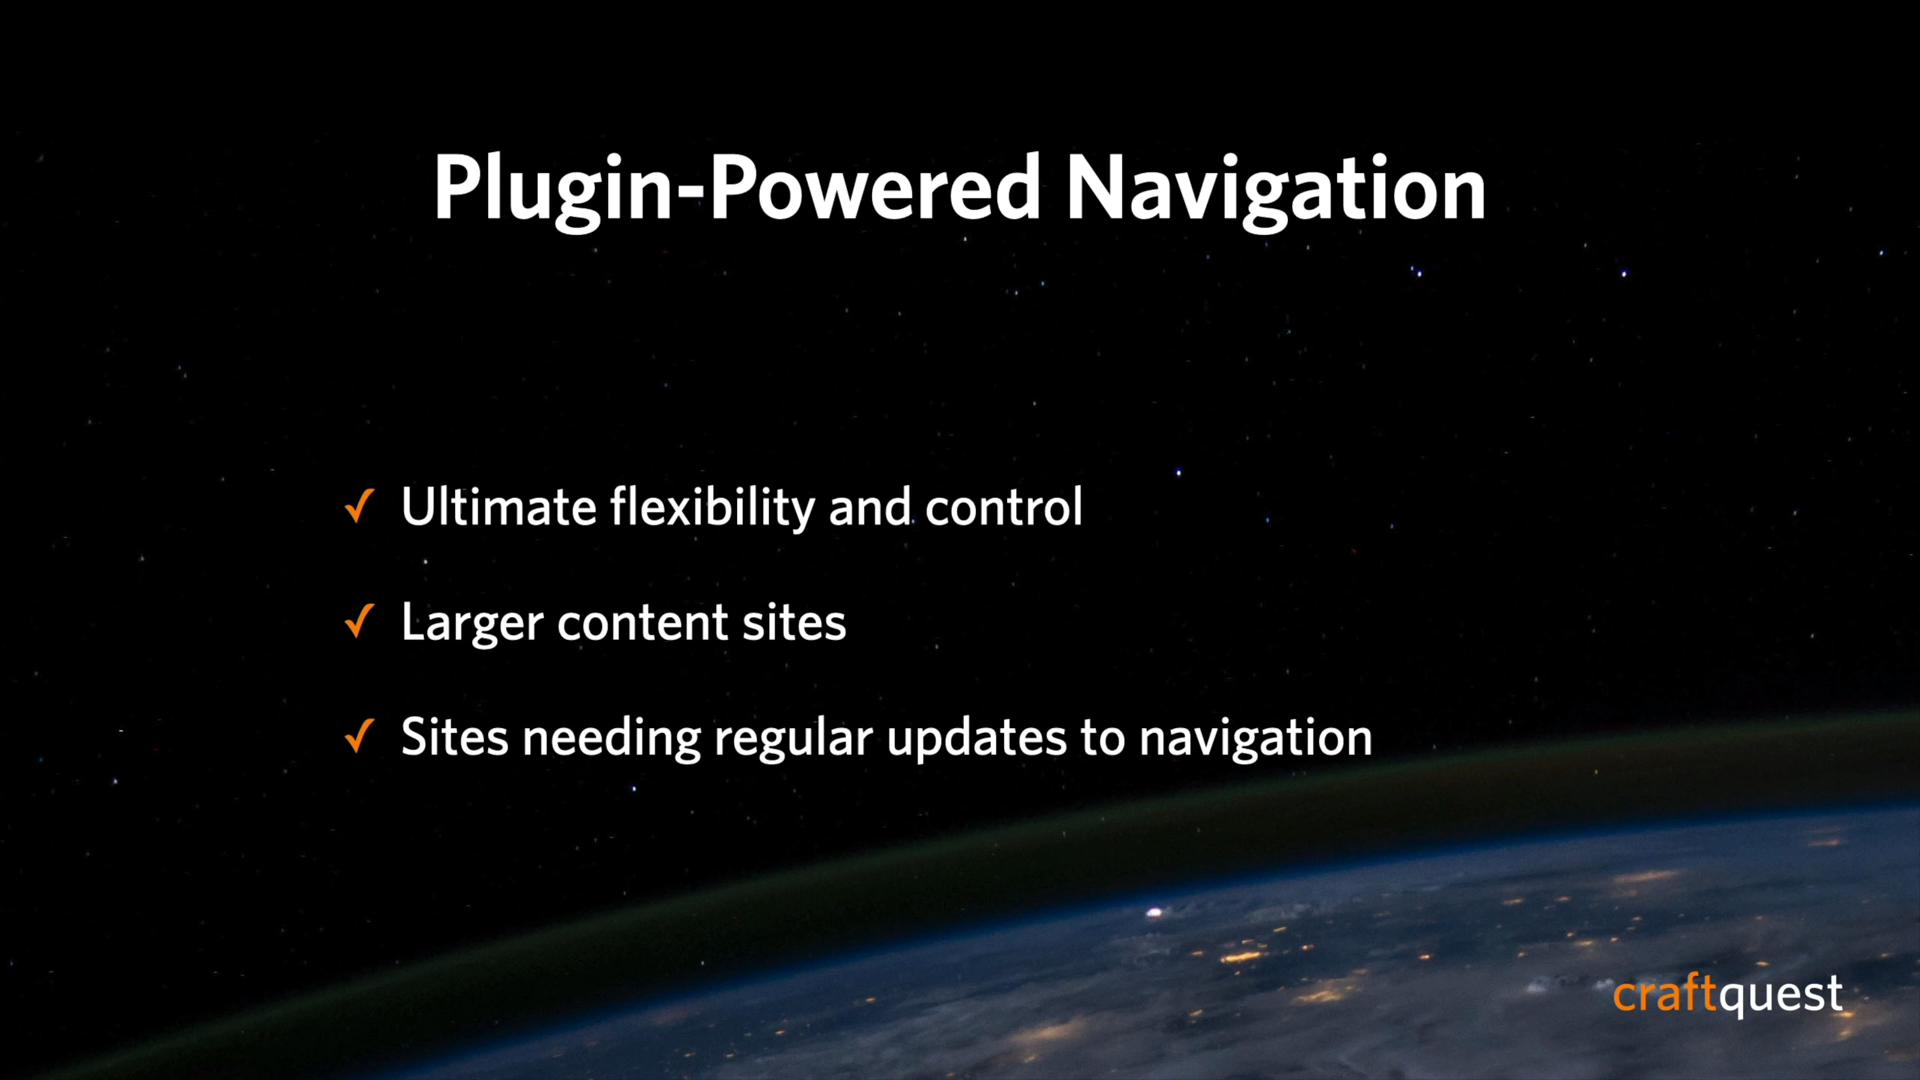 Plugin-Powered Navigation
✓ Ultimate flexibility and control
✓ Larger content sites
✓ Sites needing regular updates to navigation
craftquest